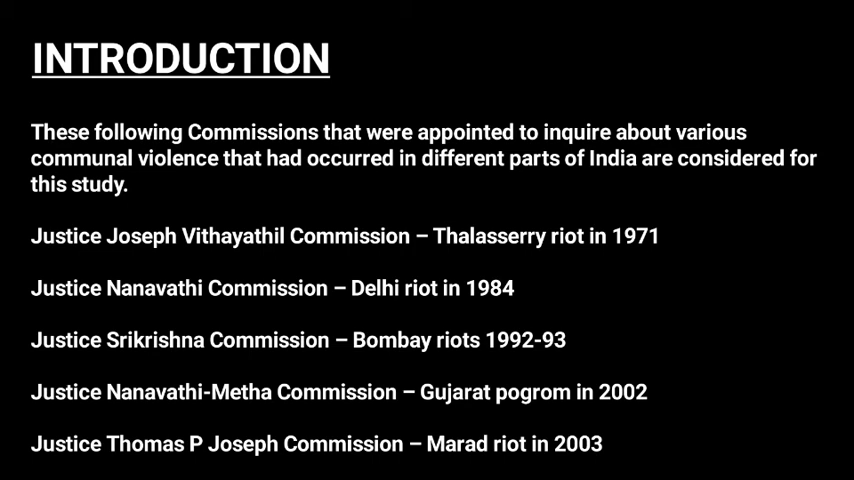 INTRODUCTION
These following Commissions that were appointed to inquire about various
communal violence that had occurred in different parts of India are considered for
this study.
Justice Joseph Vithayathil Commission – Thalasserry riot in 1971
Justice Nanavathi Commission – Delhi riot in 1984
Justice Srikrishna Commission – Bombay riots 1992-93
Justice Nanavathi-Metha Commission – Gujarat pogrom in 2002
Justice Thomas P Joseph Commission – Marad riot in 2003